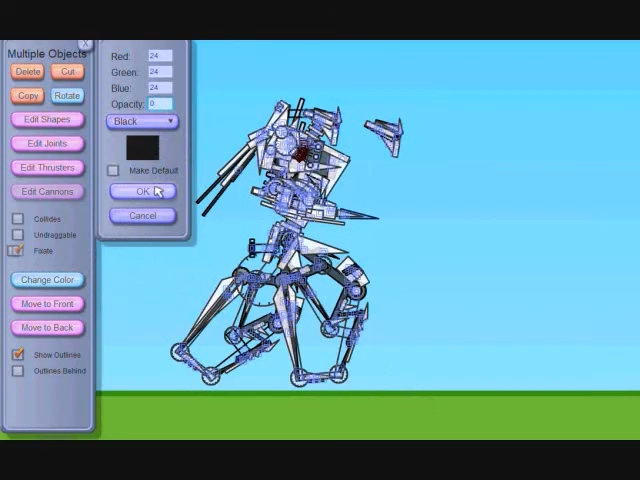 X
Multiple Objects
Delete
Cut
Copy
Rotate
Edit Shapes
Edit Joints
Edit Thrusters
Edit Cannons
Collides
Undraggable
Fixate
Change Color
Move to Front
Move to Back
Show Outlines
Outlines Behind
Red: 24
Green: 24
Blue: 24
Opacity: 0
Black
Make Default
OK
Cancel